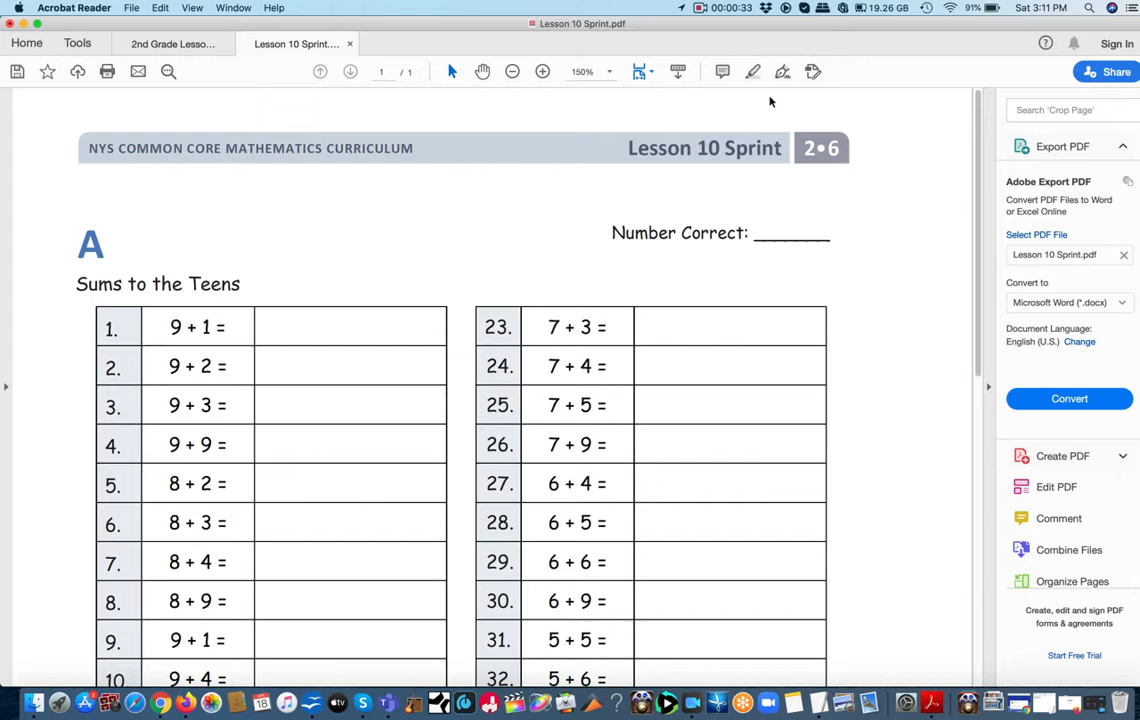 Acrobat Reader File Edit View Window Help 00:00:33 19.26 GB 91% Sat 3:11 PM
Lesson 10 Sprint.pdf
Home Tools 2nd Grade Lesso... Lesson 10 Sprint.... × Sign In
1 / 1 150% Share
Search 'Crop Page'
NYS COMMON CORE MATHEMATICS CURRICULUM Lesson 10 Sprint 2•6
A
Number Correct: _______
Sums to the Teens
1. 9 + 1 =
2. 9 + 2 =
3. 9 + 3 =
4. 9 + 9 =
5. 8 + 2 =
6. 8 + 3 =
7. 8 + 4 =
8. 8 + 9 =
9. 9 + 1 =
10 9 + 4 =
23. 7 + 3 =
24. 7 + 4 =
25. 7 + 5 =
26. 7 + 9 =
27. 6 + 4 =
28. 6 + 5 =
29. 6 + 6 =
30. 6 + 9 =
31. 5 + 5 =
32. 5 + 6 =
Export PDF
Adobe Export PDF
Convert PDF Files to Word
or Excel Online
Select PDF File
Lesson 10 Sprint.pdf
Convert to
Microsoft Word (*.docx)
Document Language:
English (U.S.) Change
Convert
Create PDF
Edit PDF
Comment
Combine Files
Organize Pages
Create, edit and sign PDF
forms & agreements
Start Free Trial